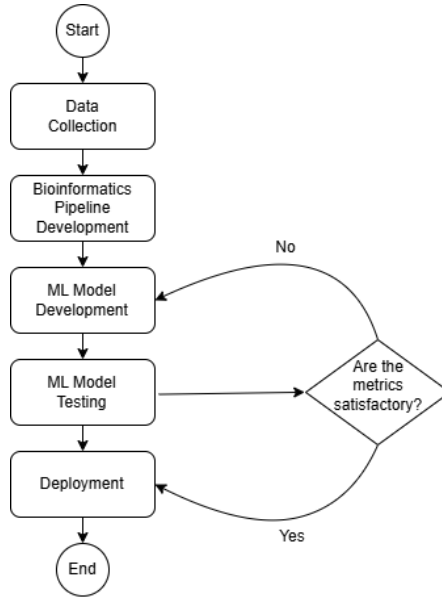 Start
Data
Collection
Bioinformatics
Pipeline
Development
No
ML Model
Development
ML Model
Testing
Are the
metrics
satisfactory?
Deployment
Yes
End